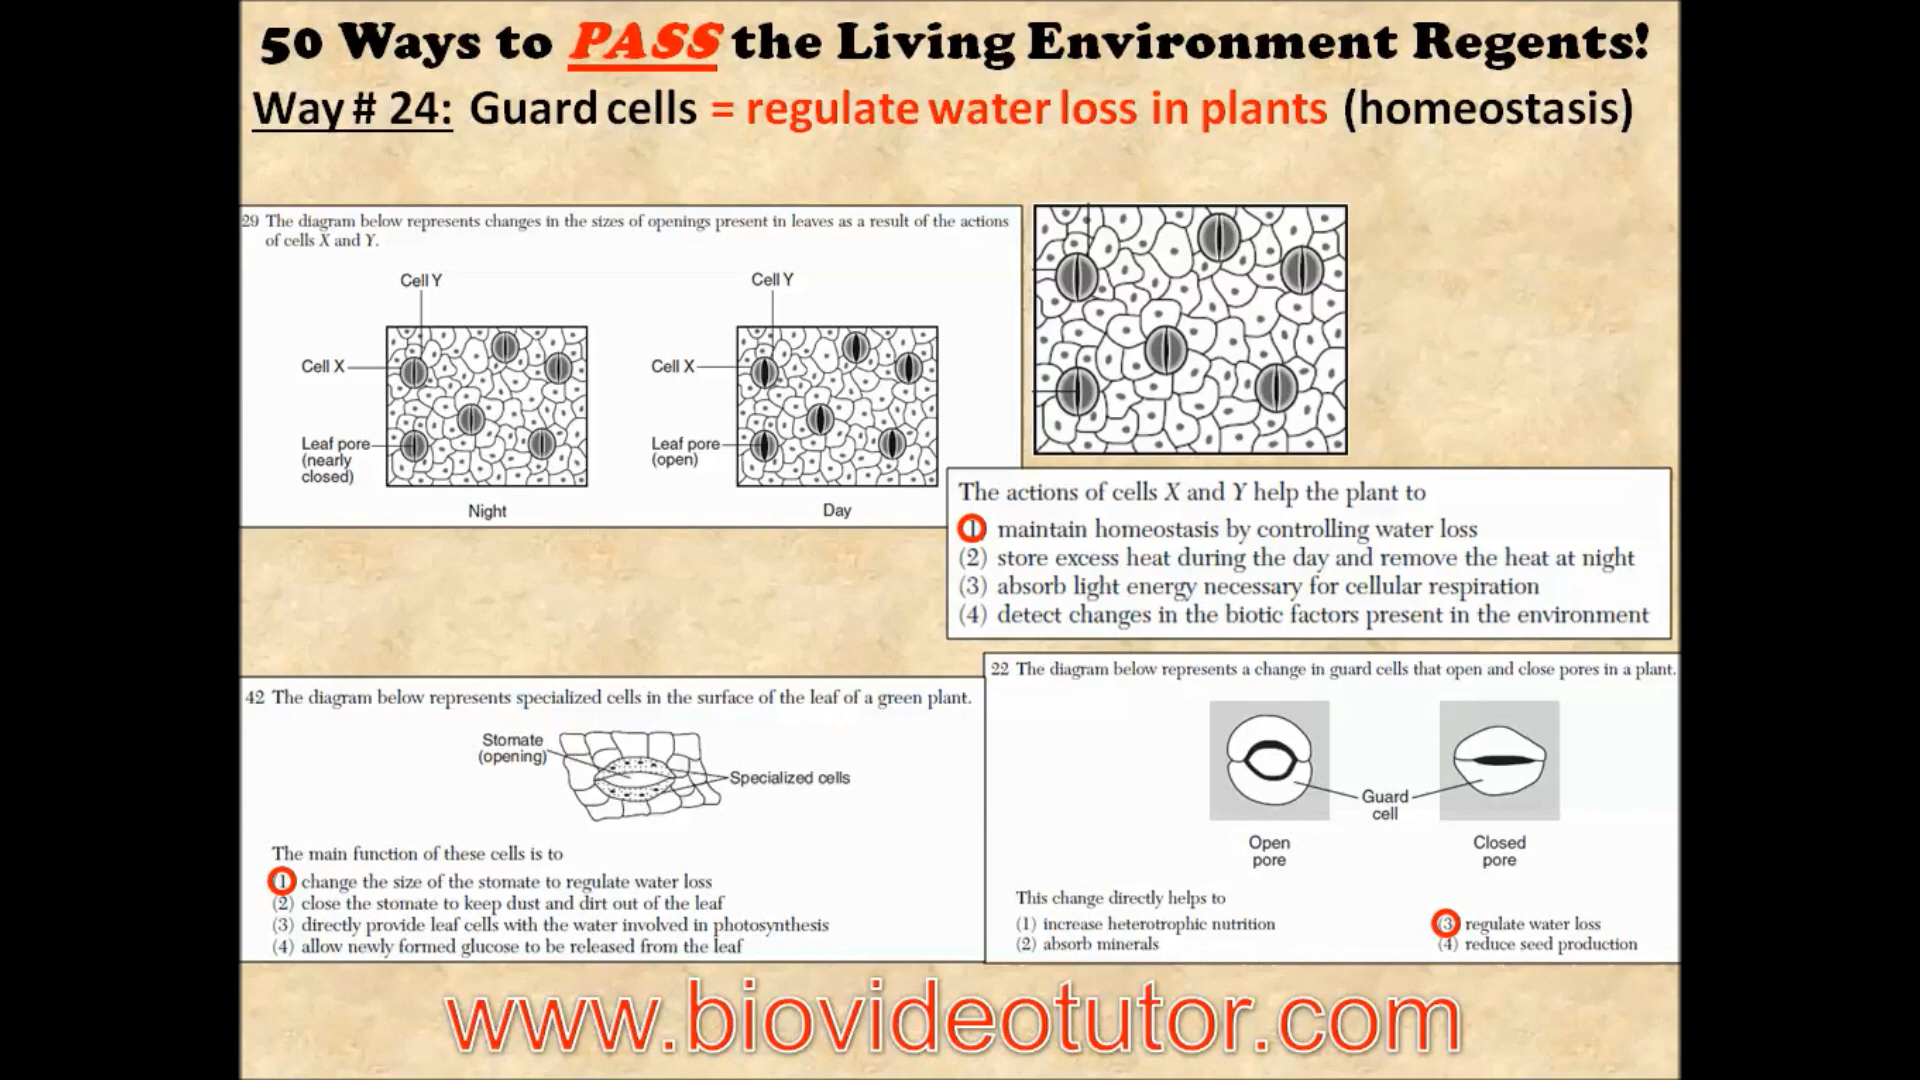 50 Ways to PASS the Living Environment Regents!
Way # 24: Guard cells = regulate water loss in plants (homeostasis)
29 The diagram below represents changes in the sizes of openings present in leaves as a result of the actions
of cells X and Y.
Cell Y
Cell X
Leaf pore
(nearly
closed)
Night
Cell Y
Cell X
Leaf pore
(open)
Day
The actions of cells X and Y help the plant to
(1) maintain homeostasis by controlling water loss
(2) store excess heat during the day and remove the heat at night
(3) absorb light energy necessary for cellular respiration
(4) detect changes in the biotic factors present in the environment
42 The diagram below represents specialized cells in the surface of the leaf of a green plant.
Stomate
(opening)
Specialized cells
The main function of these cells is to
(1) change the size of the stomate to regulate water loss
(2) close the stomate to keep dust and dirt out of the leaf
(3) directly provide leaf cells with the water involved in photosynthesis
(4) allow newly formed glucose to be released from the leaf
22 The diagram below represents a change in guard cells that open and close pores in a plant.
Guard
cell
Open
pore
Closed
pore
This change directly helps to
(1) increase heterotrophic nutrition
(2) absorb minerals
(3) regulate water loss
(4) reduce seed production
www.biovideotutor.com